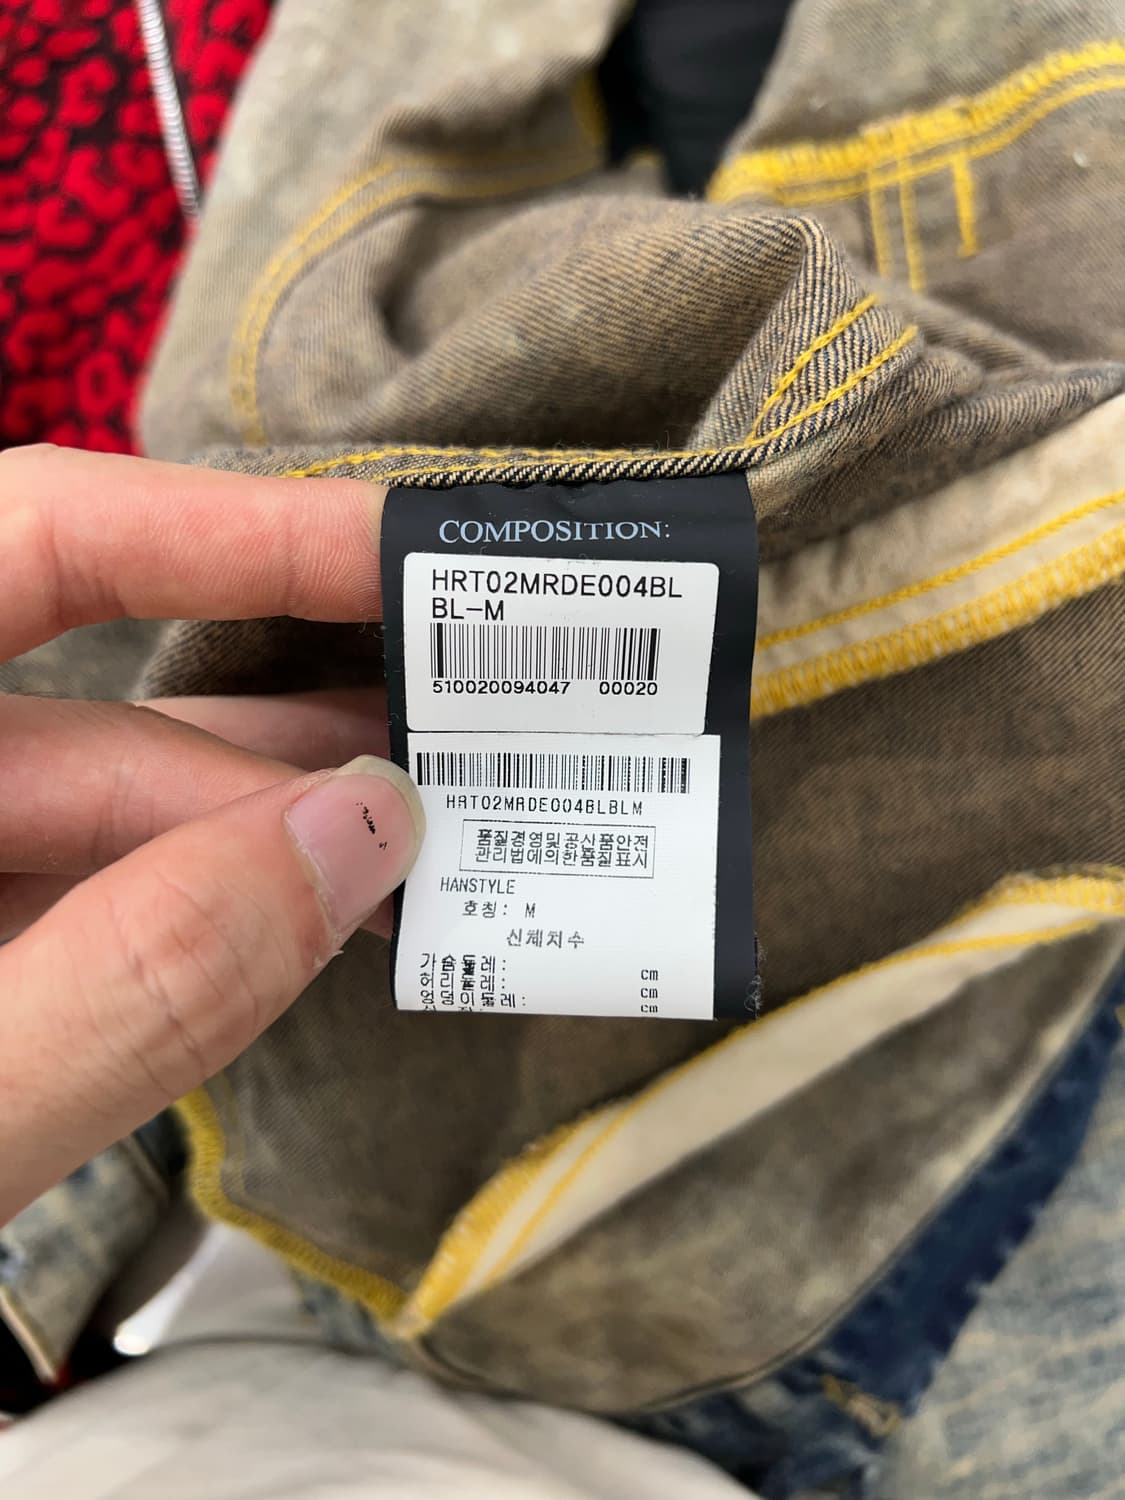 COMPOSITION:
HRT02MRDE004BL
BL-M
510020094047 00020
HRT02MRDE004BLBLM
품질경영및공산품안전
관리법에의한품질표시
HANSTYLE
호칭: M
신체치수
가슴둘레: cm
허리둘레: cm
엉덩이둘레: cm
cm